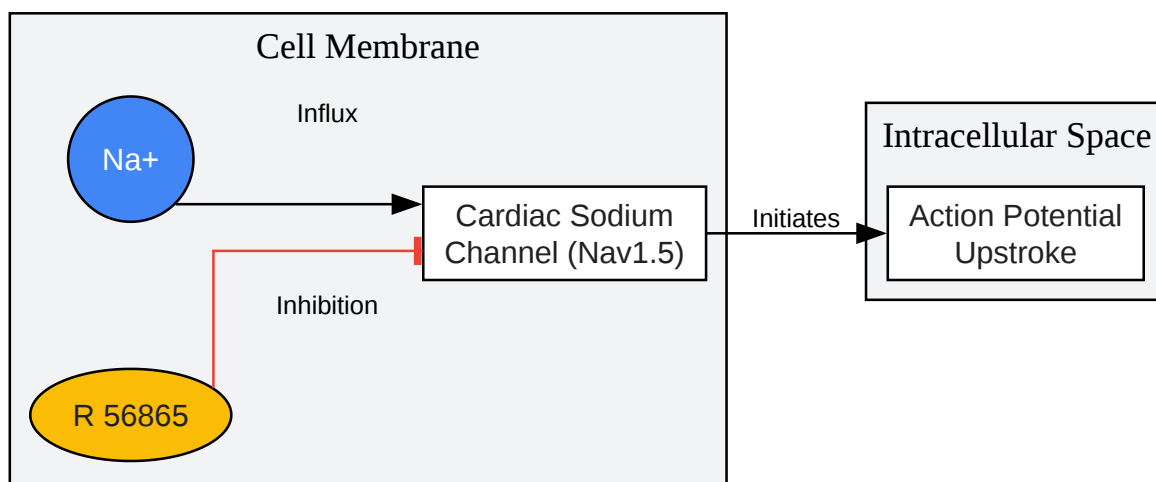 Cell Membrane
Influx
Na+
Cardiac Sodium
Channel (Nav1.5)
Inhibition
R 56865
Initiates
Intracellular Space
Action Potential
Upstroke